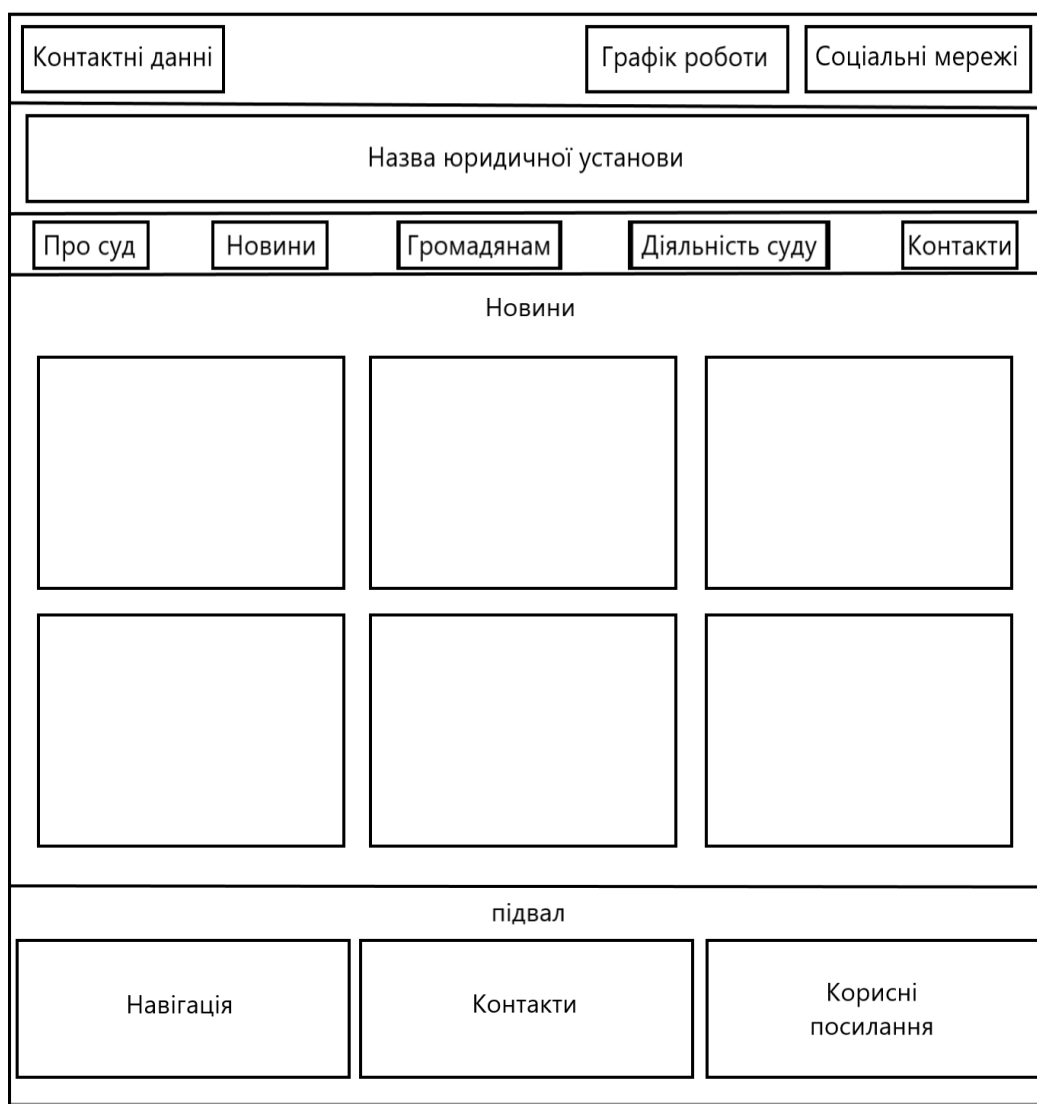 Контактні данні
Графік роботи
Соціальні мережі
Назва юридичної установи
Про суд
Новини
Громадянам
Діяльність суду
Контакти
Новини
підвал
Навігація
Контакти
Корисні
посилання